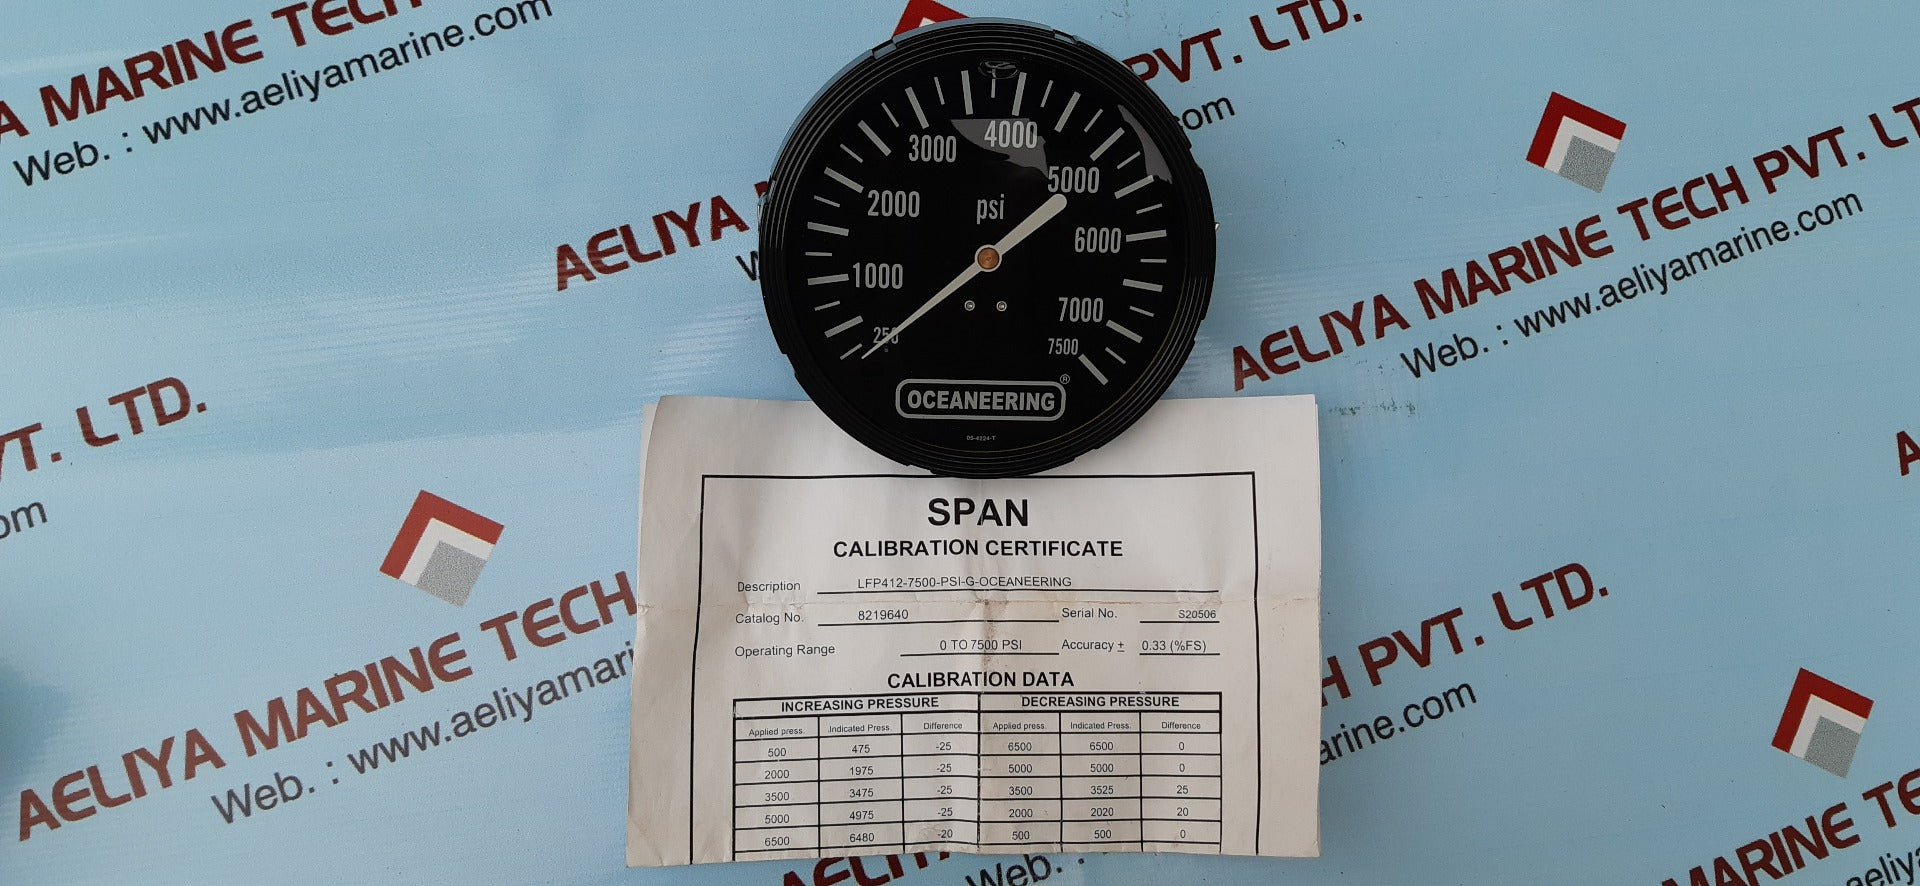 AELIYA MARINE TECH
www.aeliyamarine.com
Web. : www.aeliyamarine.com
PVT. LTD.
.com
AELIYA
AELIYA MARINE TECH PVT. LTD.
Web. : www.aeliyamarine.com
VT. LTD.
om
AELIYA MARINE TECH
Web. : www.aeliyamari
H PVT. LTD.
arine.com
MARINE TE
Web.
3000
4000
2000
psi
5000
6000
1000
7000
250
7500
OCEANEERING ®
05-4224-T
SPAN
CALIBRATION CERTIFICATE
Description LFP412-7500-PSI-G-OCEANEERING
Catalog No. 8219640 Serial No. S20506
Operating Range 0 TO 7500 PSI Accuracy ± 0.33 (%FS)
CALIBRATION DATA
INCREASING PRESSURE DECREASING PRESSURE
Applied press. Indicated Press. Difference Applied press. Indicated Press. Difference
500 475 -25 6500 6500 0
2000 1975 -25 5000 5000 0
3500 3475 -25 3500 3525 25
5000 4975 -25 2000 2020 20
6500 6480 -20 500 500 0